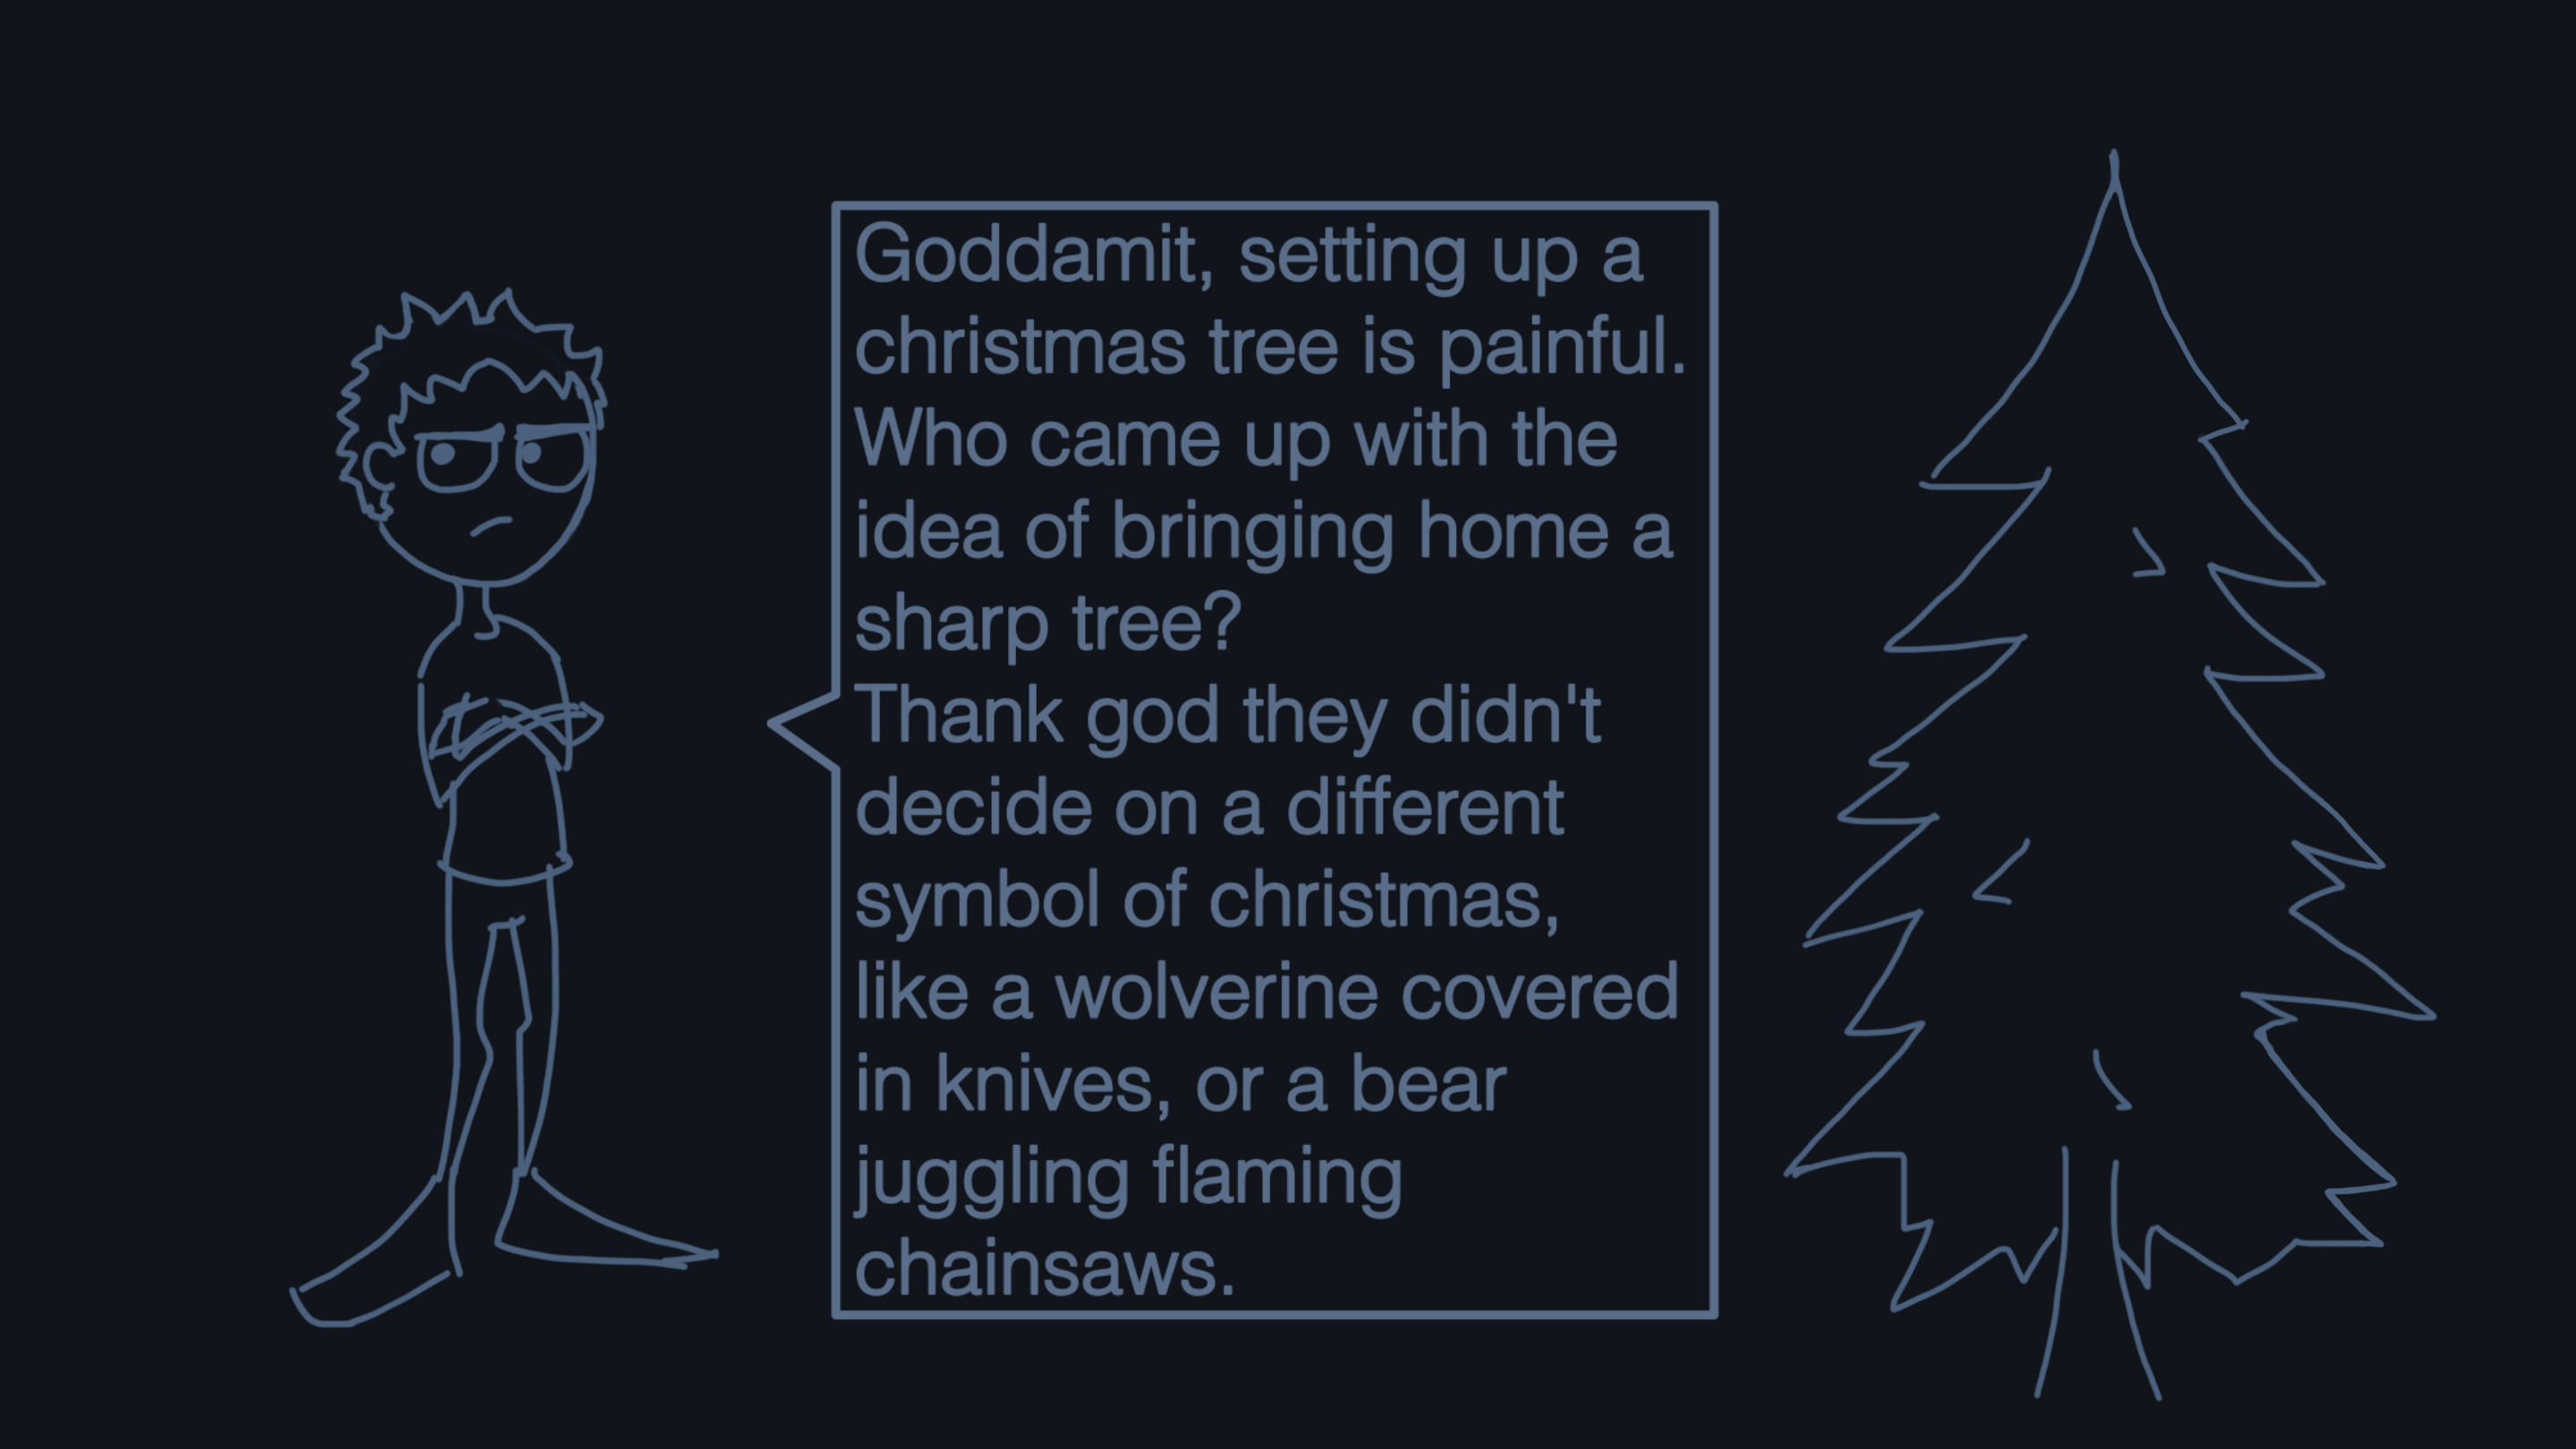 Goddamit, setting up a
christmas tree is painful.
Who came up with the
idea of bringing home a
sharp tree?
Thank god they didn't
decide on a different
symbol of christmas,
like a wolverine covered
in knives, or a bear
juggling flaming
chainsaws.